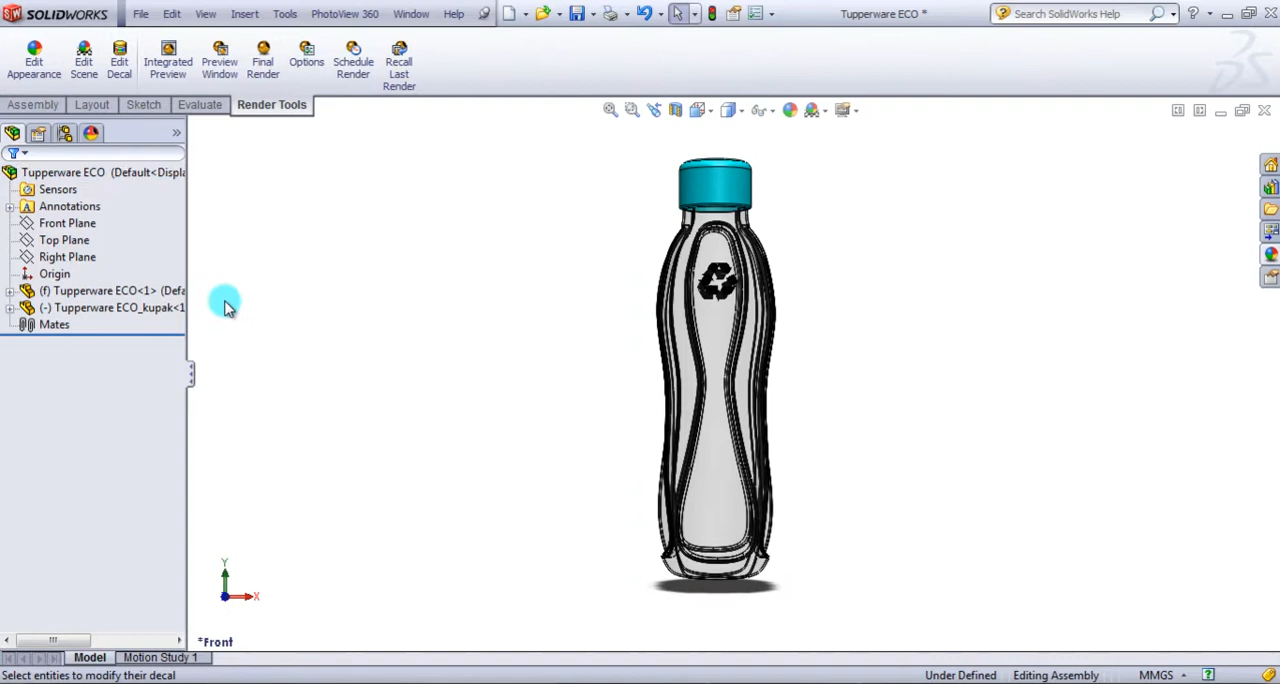 SOLIDWORKS File Edit View Insert Tools PhotoView 360 Window Help Tupperware ECO * Search SolidWorks Help
Edit Appearance
Edit Scene
Edit Decal
Integrated Preview
Preview Window
Final Render
Options
Schedule Render
Recall Last Render
Assembly Layout Sketch Evaluate Render Tools
Tupperware ECO (Default<Displa
Sensors
Annotations
Front Plane
Top Plane
Right Plane
Origin
(f) Tupperware ECO<1> (Defa
(-) Tupperware ECO_kupak<1
Mates
Y
X
*Front
Model Motion Study 1
Select entities to modify their decal Under Defined Editing Assembly MMGS